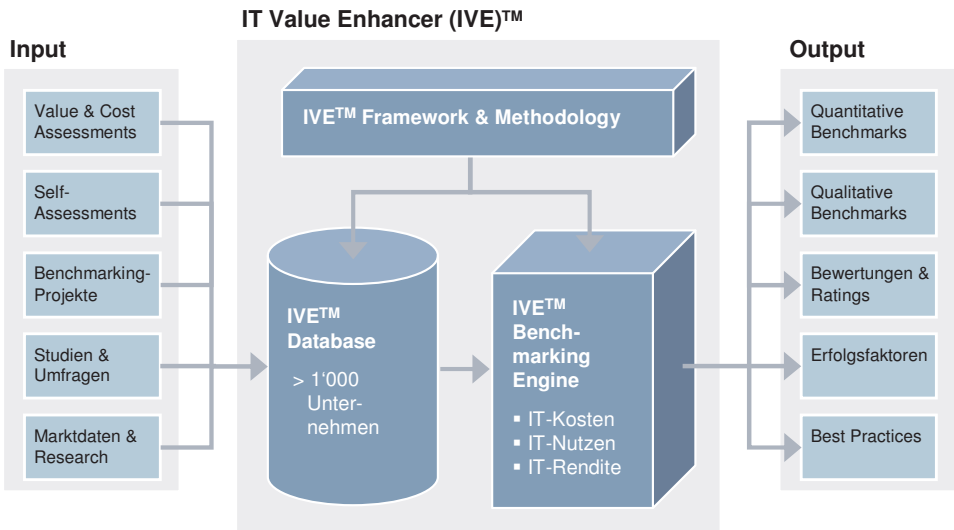 IT Value Enhancer (IVE)™
Input
Value & Cost
Assessments
Self-
Assessments
Benchmarking-
Projekte
Studien &
Umfragen
Marktdaten &
Research
IVE™ Framework & Methodology
IVE™
Database
> 1'000
Unter-
nehmen
IVE™
Bench-
marking
Engine
▪ IT-Kosten
▪ IT-Nutzen
▪ IT-Rendite
Output
Quantitative
Benchmarks
Qualitative
Benchmarks
Bewertungen &
Ratings
Erfolgsfaktoren
Best Practices